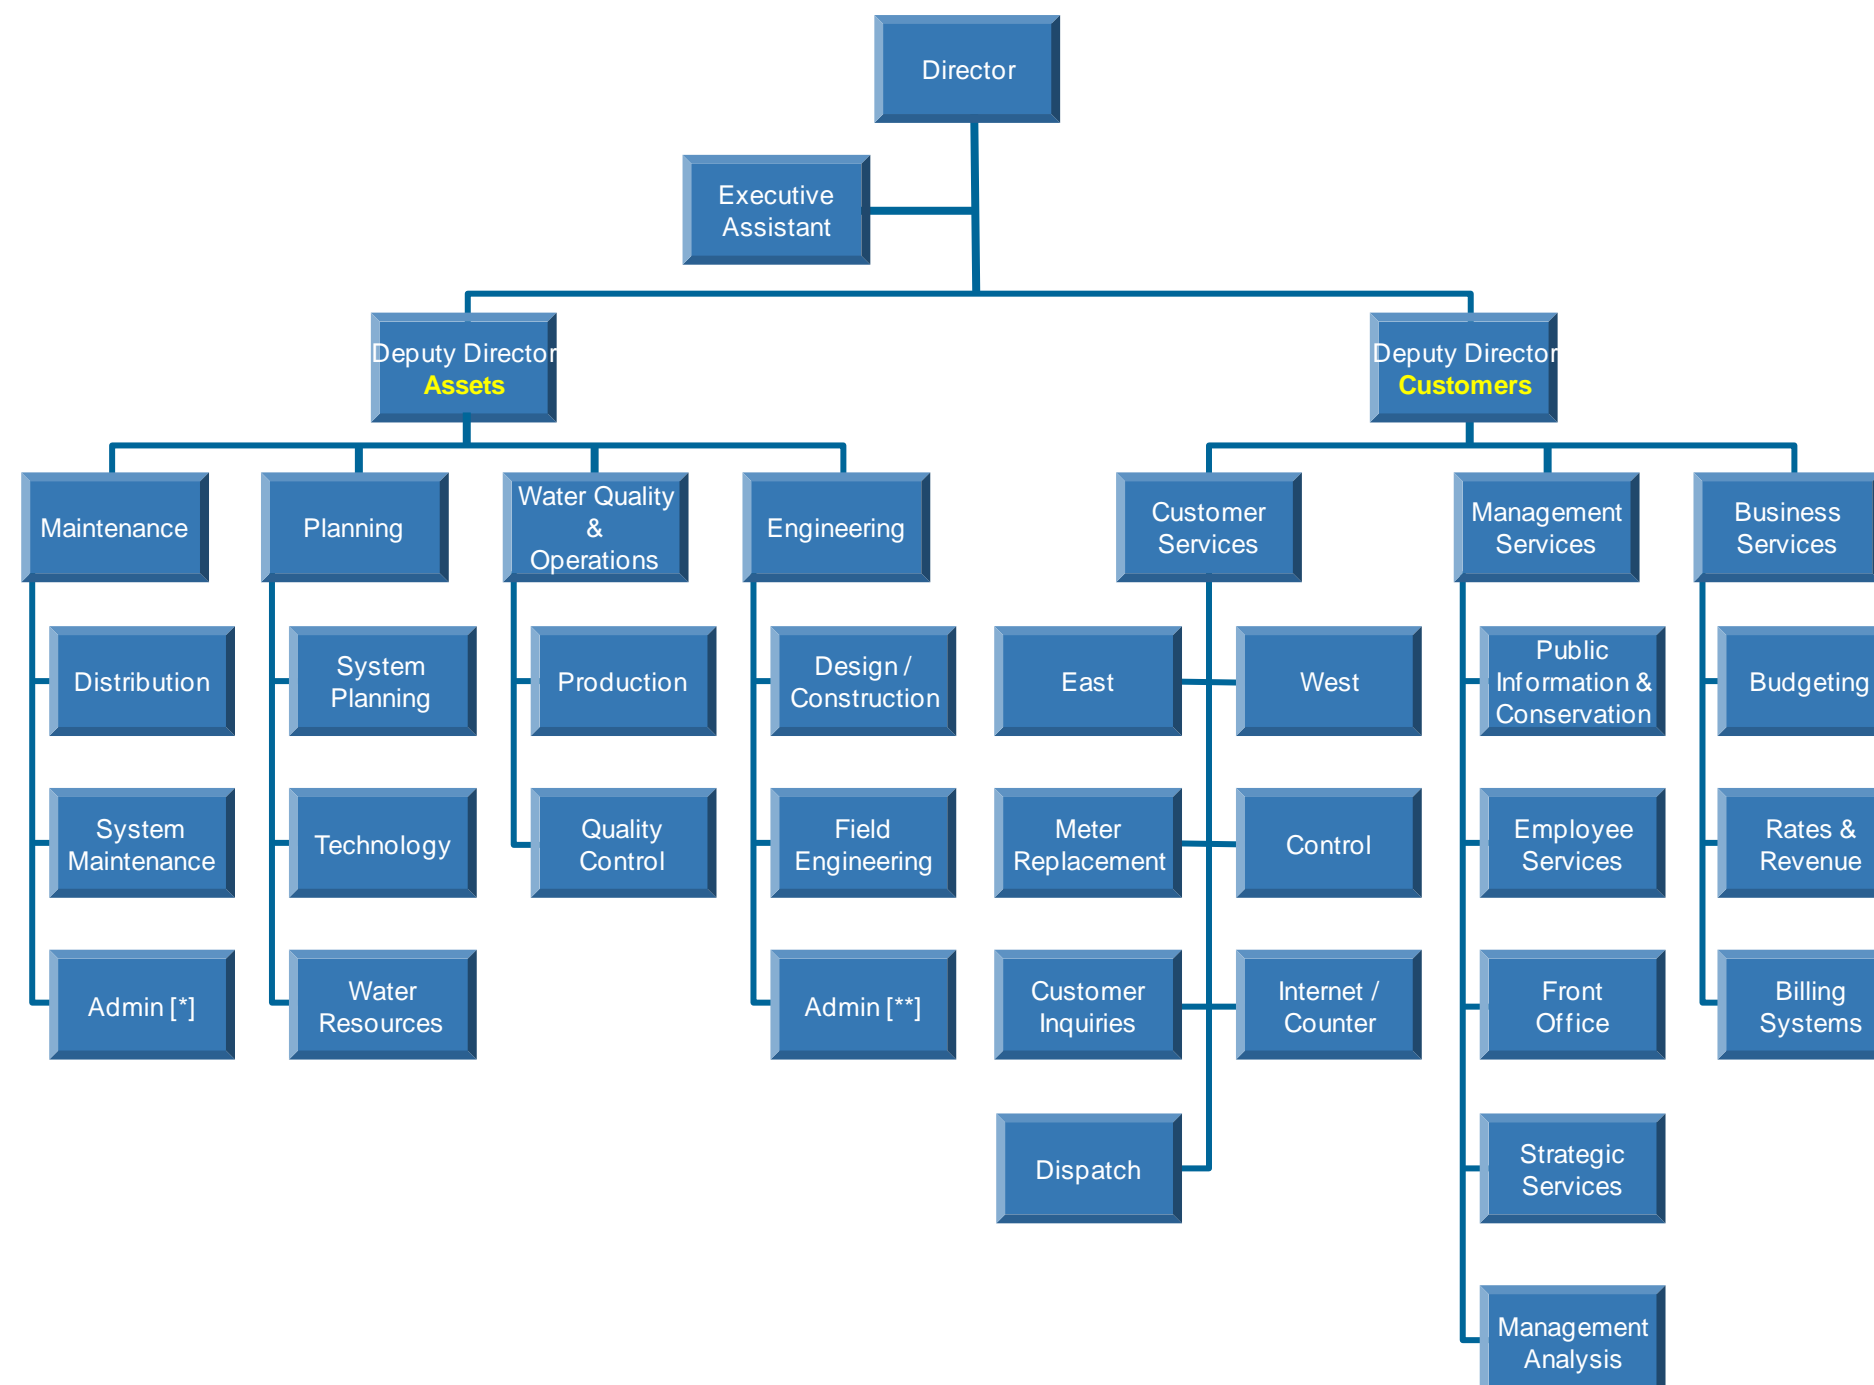 Director
Executive
Assistant
Deputy Director
Assets
Deputy Director
Customers
Maintenance
Planning
Water Quality
&
Operations
Engineering
Customer
Services
Management
Services
Business
Services
Distribution
System
Planning
Production
Design /
Construction
East
West
Public
Information &
Conservation
Budgeting
System
Maintenance
Technology
Quality
Control
Field
Engineering
Meter
Replacement
Control
Employee
Services
Rates &
Revenue
Admin [*]
Water
Resources
Admin [**]
Customer
Inquiries
Internet /
Counter
Front
Office
Billing
Systems
Dispatch
Strategic
Services
Management
Analysis